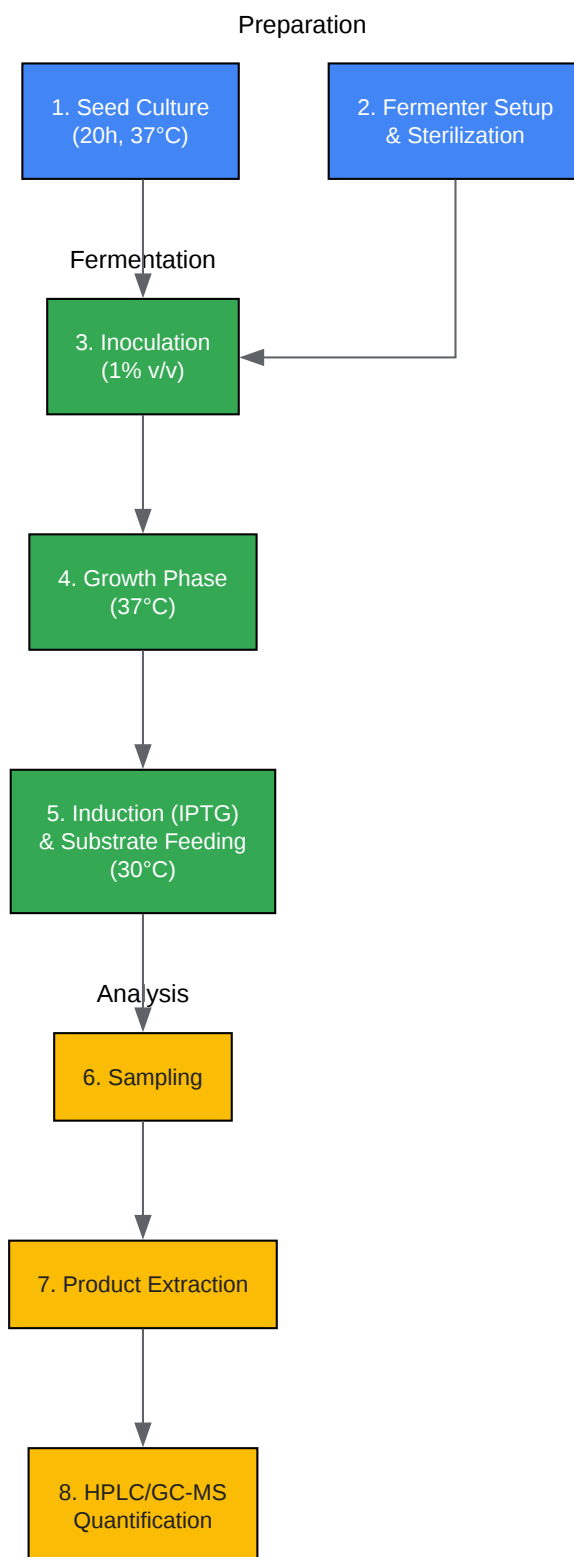 Preparation
1. Seed Culture
(20h, 37°C)
2. Fermenter Setup
& Sterilization
Fermentation
3. Inoculation
(1% v/v)
4. Growth Phase
(37°C)
5. Induction (IPTG)
& Substrate Feeding
(30°C)
Analysis
6. Sampling
7. Product Extraction
8. HPLC/GC-MS
Quantification